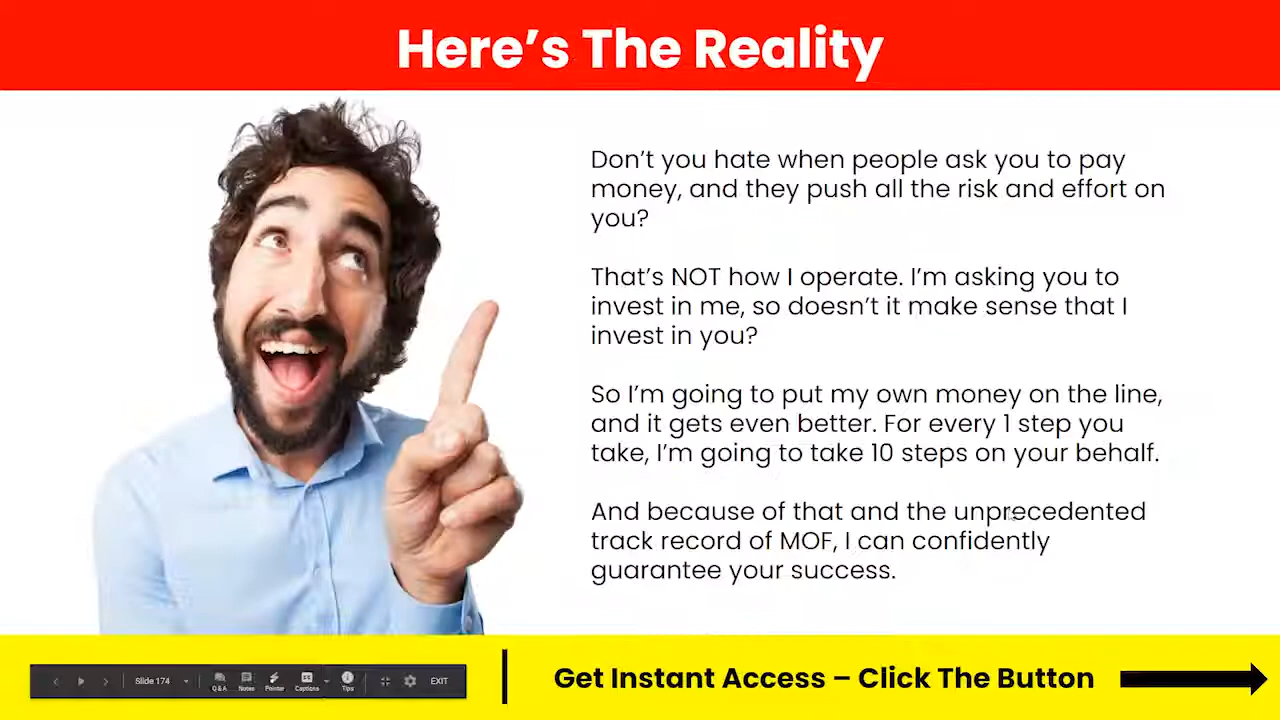 Here's The Reality
Don't you hate when people ask you to pay
money, and they push all the risk and effort on
you?
That's NOT how I operate. I'm asking you to
invest in me, so doesn't it make sense that I
invest in you?
So I'm going to put my own money on the line,
and it gets even better. For every 1 step you
take, I'm going to take 10 steps on your behalf.
And because of that and the unprecedented
track record of MOF, I can confidently
guarantee your success.
Slide 174
Q & A
Notes
Pointer
Captions
Tips
EXIT
Get Instant Access – Click The Button